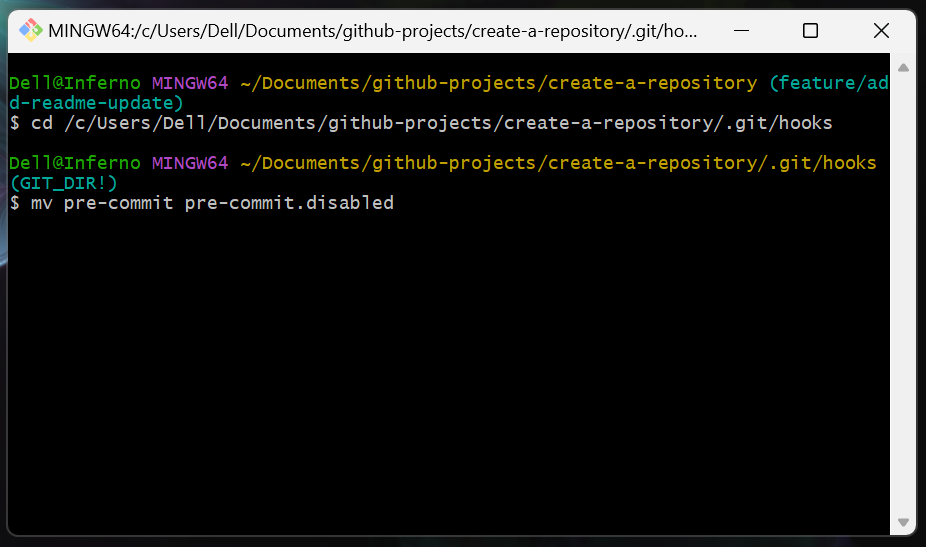 MINGW64:/c/Users/Dell/Documents/github-projects/create-a-repository/.git/ho...
Dell@Inferno MINGW64 ~/Documents/github-projects/create-a-repository (feature/ad
d-readme-update)
$ cd /c/Users/Dell/Documents/github-projects/create-a-repository/.git/hooks
Dell@Inferno MINGW64 ~/Documents/github-projects/create-a-repository/.git/hooks
(GIT_DIR!)
$ mv pre-commit pre-commit.disabled